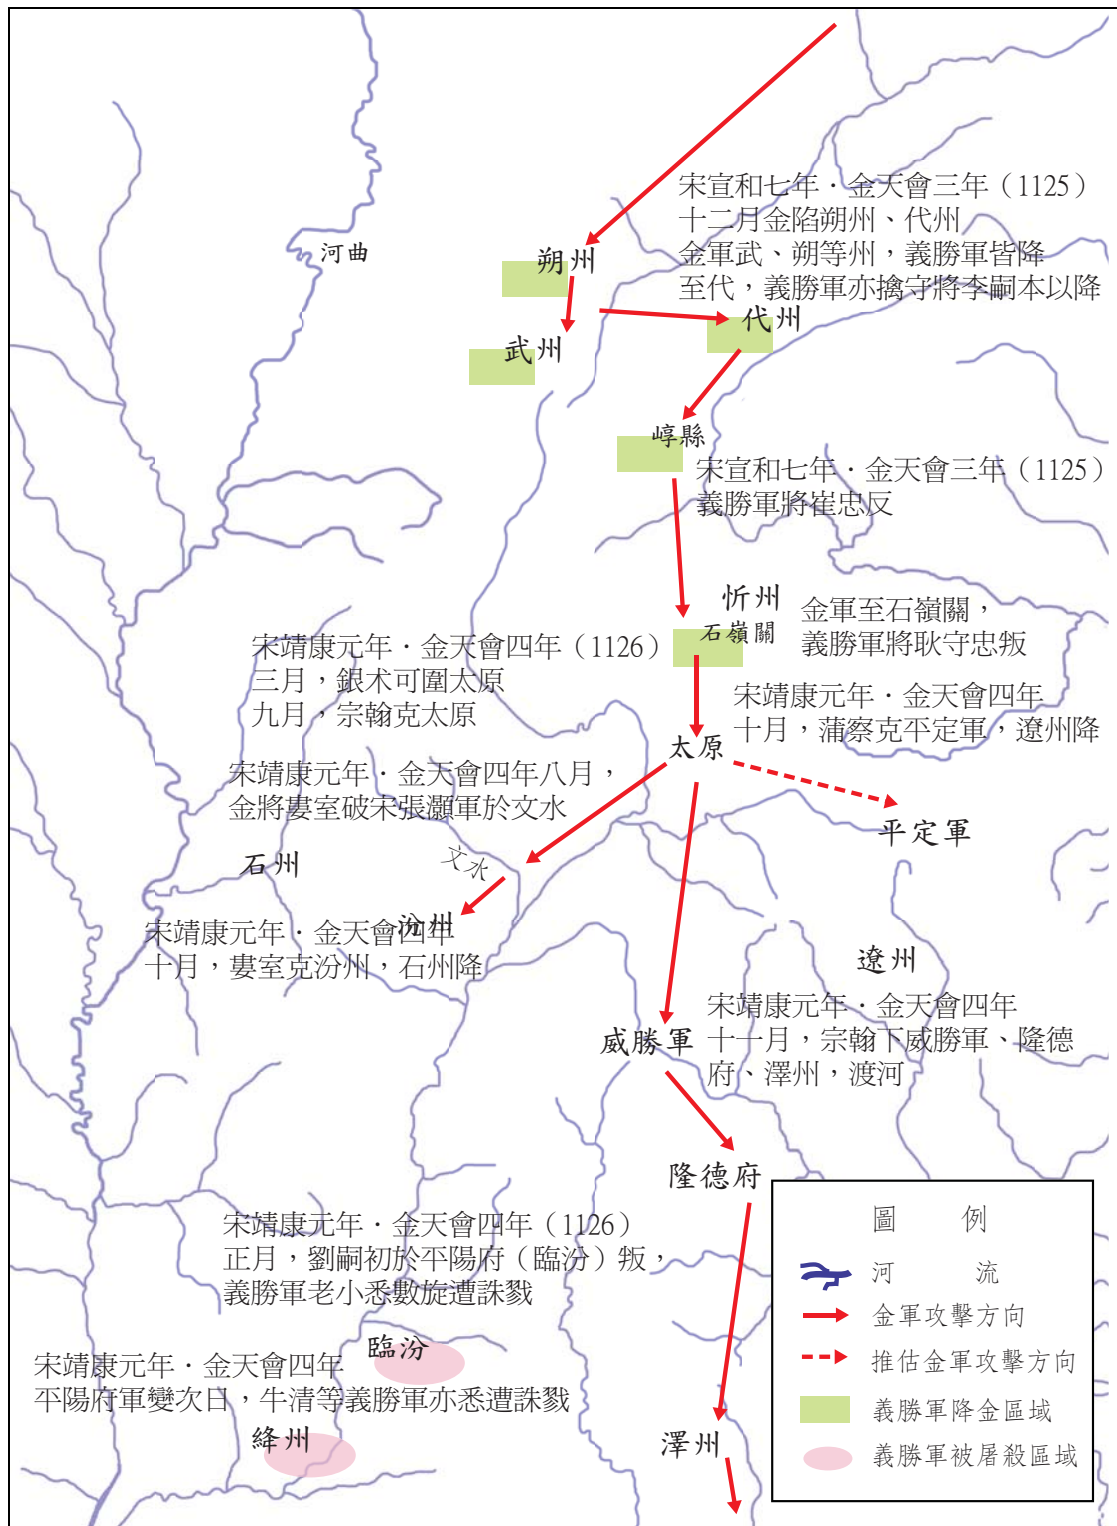 宋宣和七年．金天會三年（1125）
十二月金陷朔州、代州
金軍武、朔等州，義勝軍皆降
至代，義勝軍亦擒守將李嗣本以降
河曲
朔州
代州
武州
崞縣
宋宣和七年．金天會三年（1125）
義勝軍將崔忠反
忻州
石嶺關
金軍至石嶺關，
義勝軍將耿守忠叛
宋靖康元年．金天會四年（1126）
三月，銀朮可圍太原
九月，宗翰克太原
宋靖康元年．金天會四年
十月，蒲察克平定軍，遼州降
太原
宋靖康元年．金天會四年八月，
金將婁室破宋張灝軍於文水
平定軍
文水
石州
汾州
宋靖康元年．金天會四年
十月，婁室克汾州，石州降
遼州
宋靖康元年．金天會四年
十一月，宗翰下威勝軍、隆德
府、澤州，渡河
威勝軍
隆德府
宋靖康元年．金天會四年（1126）
正月，劉嗣初於平陽府（臨汾）叛，
義勝軍老小悉數旋遭誅戮
臨汾
宋靖康元年．金天會四年
平陽府軍變次日，牛清等義勝軍亦悉遭誅戮
絳州
澤州
圖 例
河 流
金軍攻擊方向
推估金軍攻擊方向
義勝軍降金區域
義勝軍被屠殺區域